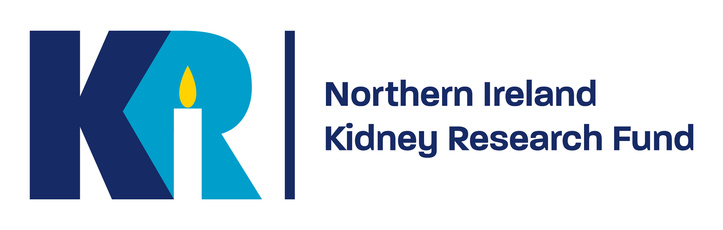 KR
Northern Ireland
Kidney Research Fund